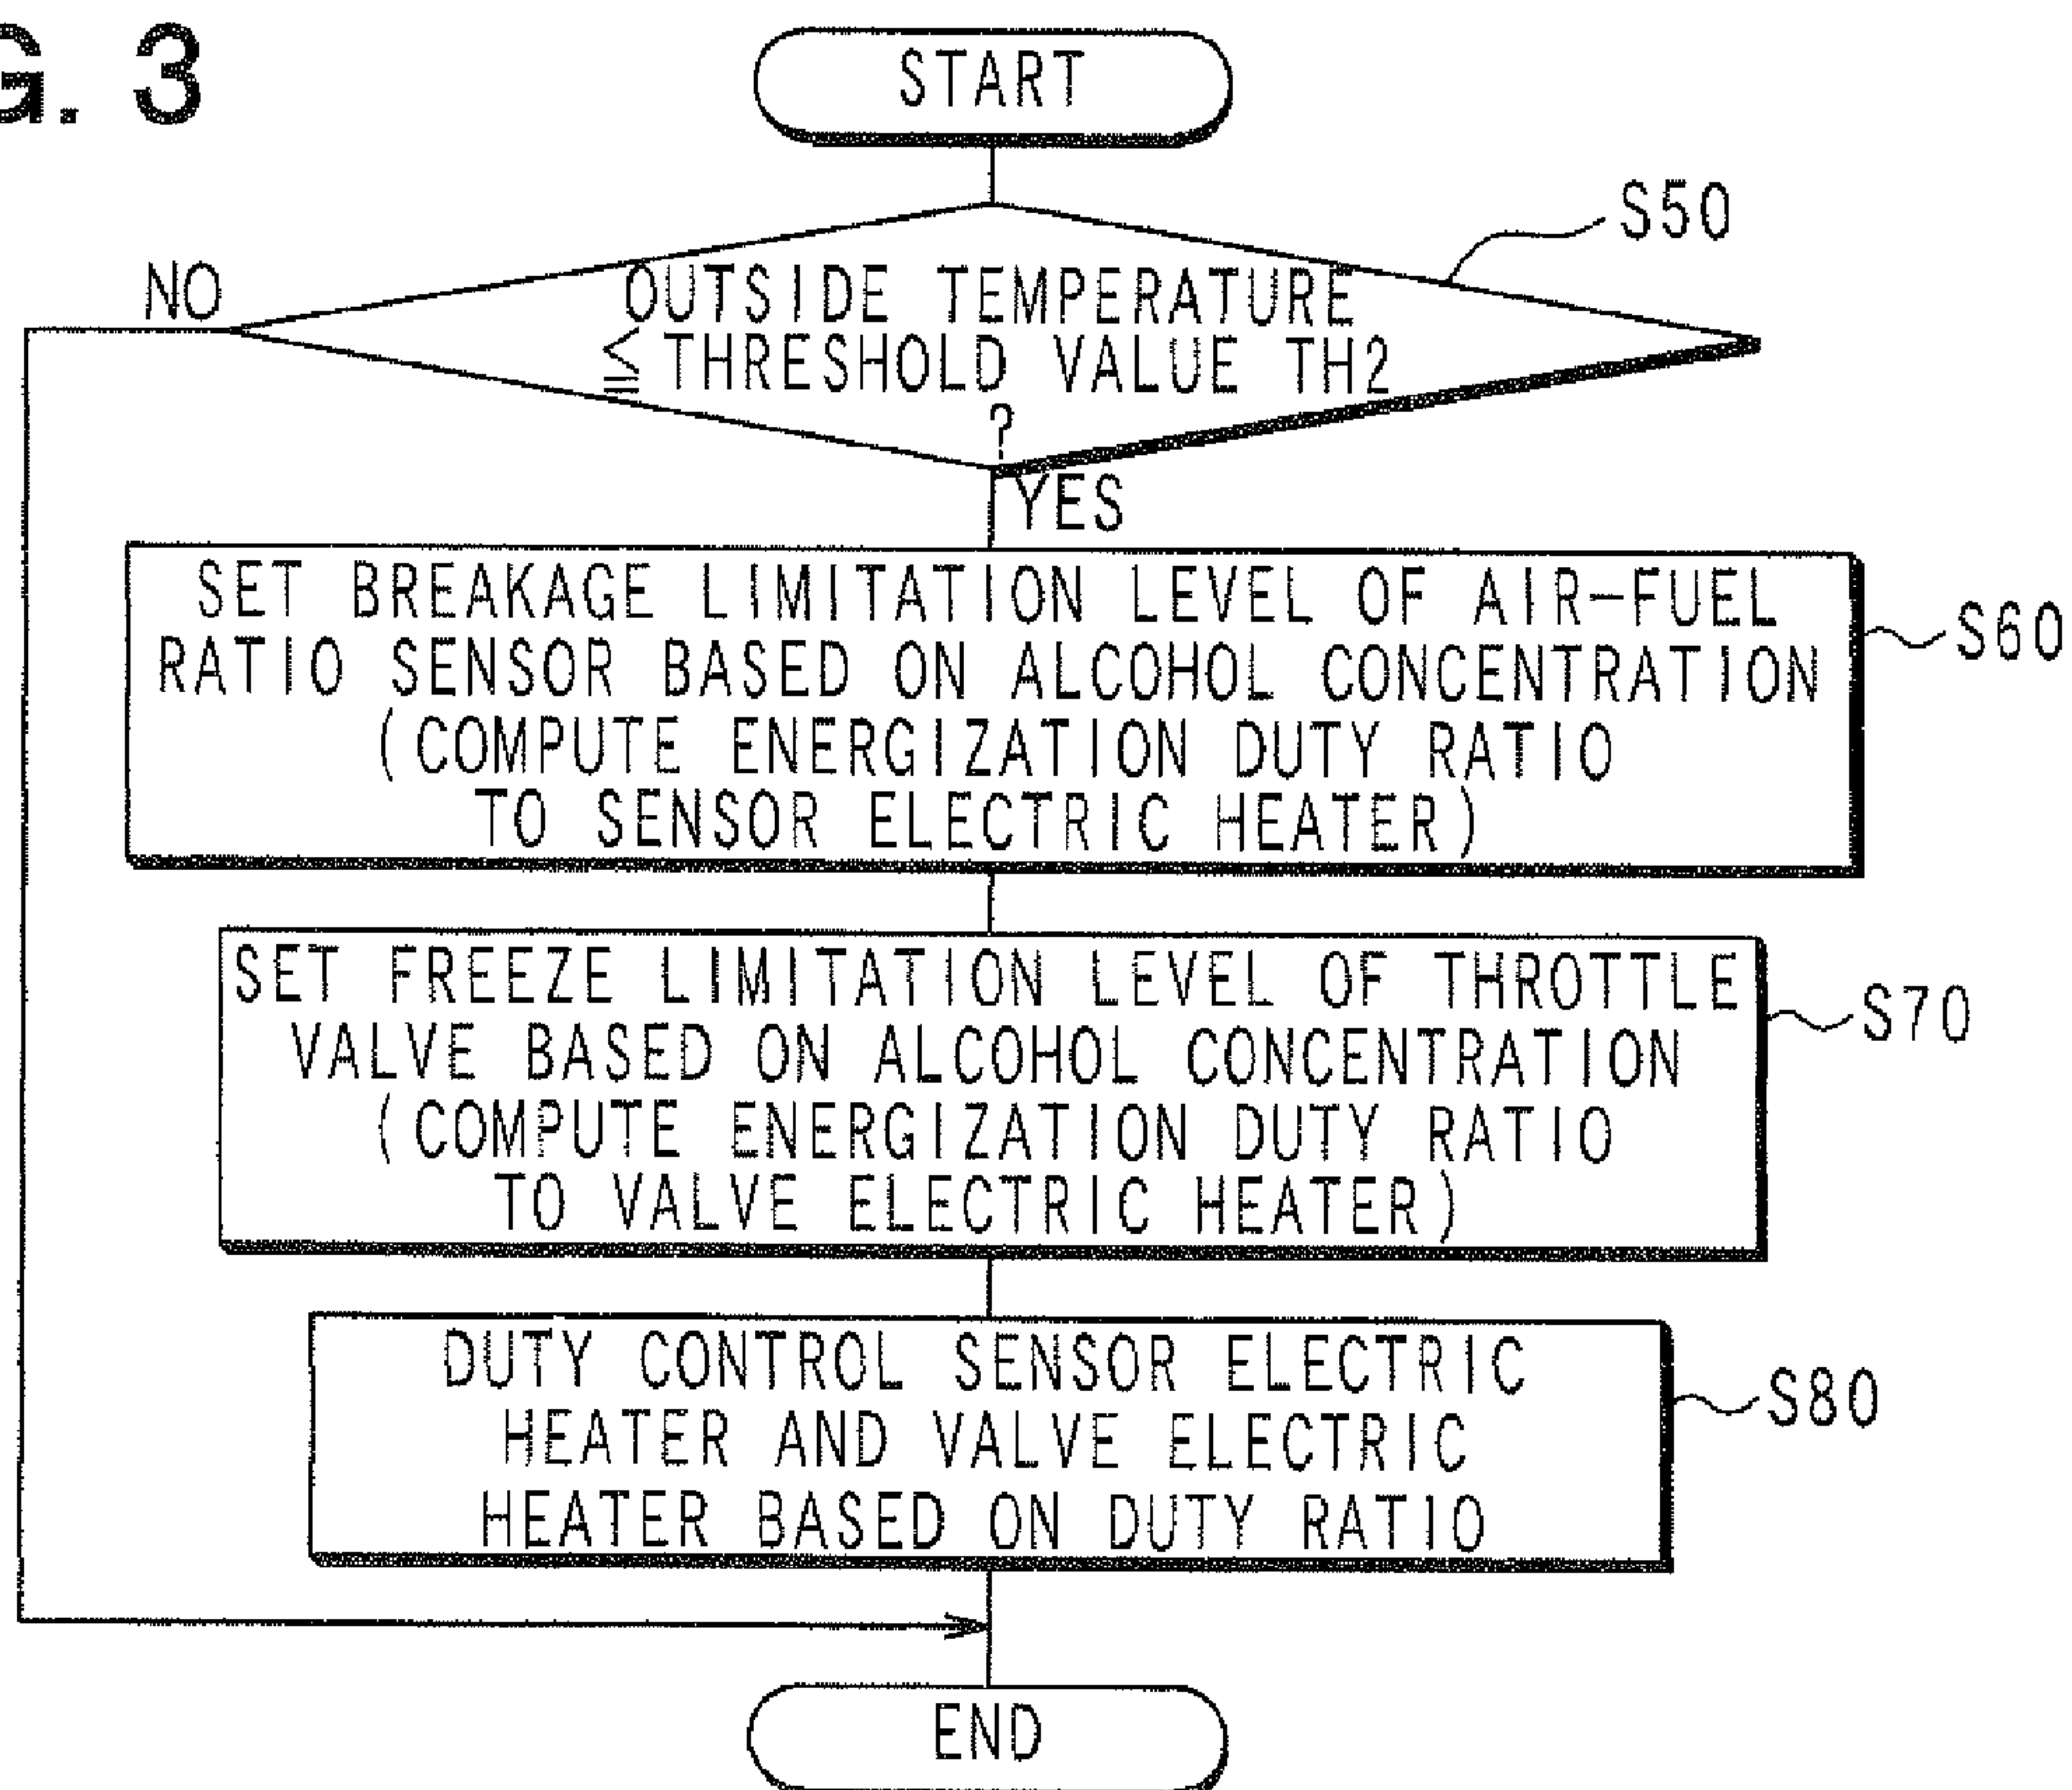 G. 3
START
S50
NO
OUTSIDE TEMPERATURE
≦THRESHOLD VALUE TH2
?
YES
SET BREAKAGE LIMITATION LEVEL OF AIR-FUEL
RATIO SENSOR BASED ON ALCOHOL CONCENTRATION
(COMPUTE ENERGIZATION DUTY RATIO
TO SENSOR ELECTRIC HEATER)
S60
SET FREEZE LIMITATION LEVEL OF THROTTLE
VALVE BASED ON ALCOHOL CONCENTRATION
(COMPUTE ENERGIZATION DUTY RATIO
TO VALVE ELECTRIC HEATER)
S70
DUTY CONTROL SENSOR ELECTRIC
HEATER AND VALVE ELECTRIC
HEATER BASED ON DUTY RATIO
S80
END